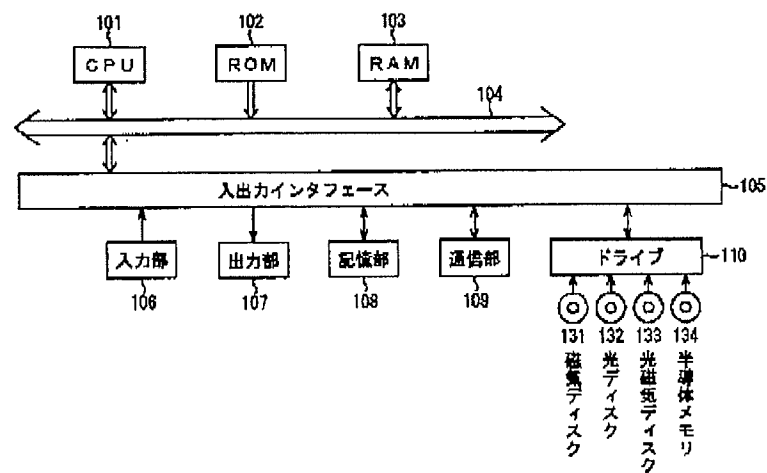 101
102
103
CPU
ROM
RAM
104
入出力インタフェース
105
入力部
出力部
記憶部
通信部
ドライブ
110
106
107
108
109
131
132
133
134
磁気ディスク
光ディスク
光磁気ディスク
半導体メモリ